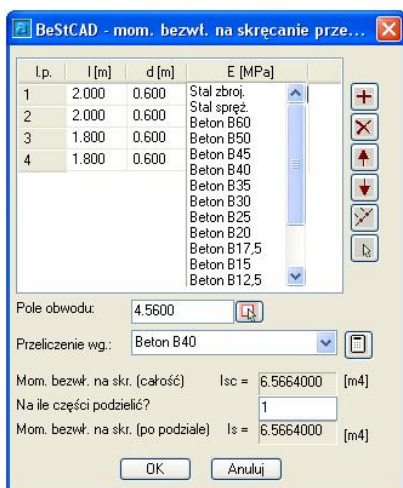 BeStCAD - mom. bezwł. na skręcanie prze...
l.p. l [m] d [m] E [MPa]
1 2.000 0.600
2 2.000 0.600
3 1.800 0.600
4 1.800 0.600
Stal zbroj.
Stal spręż.
Beton B60
Beton B50
Beton B45
Beton B40
Beton B35
Beton B30
Beton B25
Beton B20
Beton B17,5
Beton B15
Beton B12,5
Pole obwodu: 4.5600
Przeliczenie wg.: Beton B40
Mom. bezwł. na skr. (całość) Isc = 6.5664000 [m4]
Na ile części podzielić? 1
Mom. bezwł. na skr. (po podziale) Is = 6.5664000 [m4]
OK Anuluj